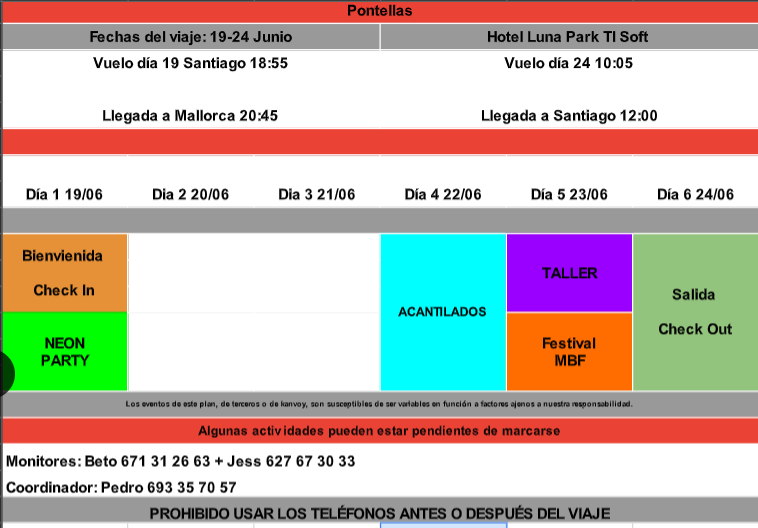 Pontellas
Fechas del viaje: 19-24 Junio
Hotel Luna Park TI Soft
Vuelo día 19 Santiago 18:55
Vuelo día 24 10:05
Llegada a Mallorca 20:45
Llegada a Santiago 12:00
Día 1 19/06
Dia 2 20/06
Dia 3 21/06
Día 4 22/06
Día 5 23/06
Día 6 24/06
Bienvienida
Check In
NEON
PARTY
ACANTILADOS
TALLER
Festival
MBF
Salida
Check Out
Los eventos de este plan, de terceros o de kanvoy, son susceptibles de ser variables en función a factores ajenos a nuestra responsabilidad.
Algunas actividades pueden estar pendientes de marcarse
Monitores: Beto 671 31 26 63 + Jess 627 67 30 33
Coordinador: Pedro 693 35 70 57
PROHIBIDO USAR LOS TELÉFONOS ANTES O DESPUÉS DEL VIAJE